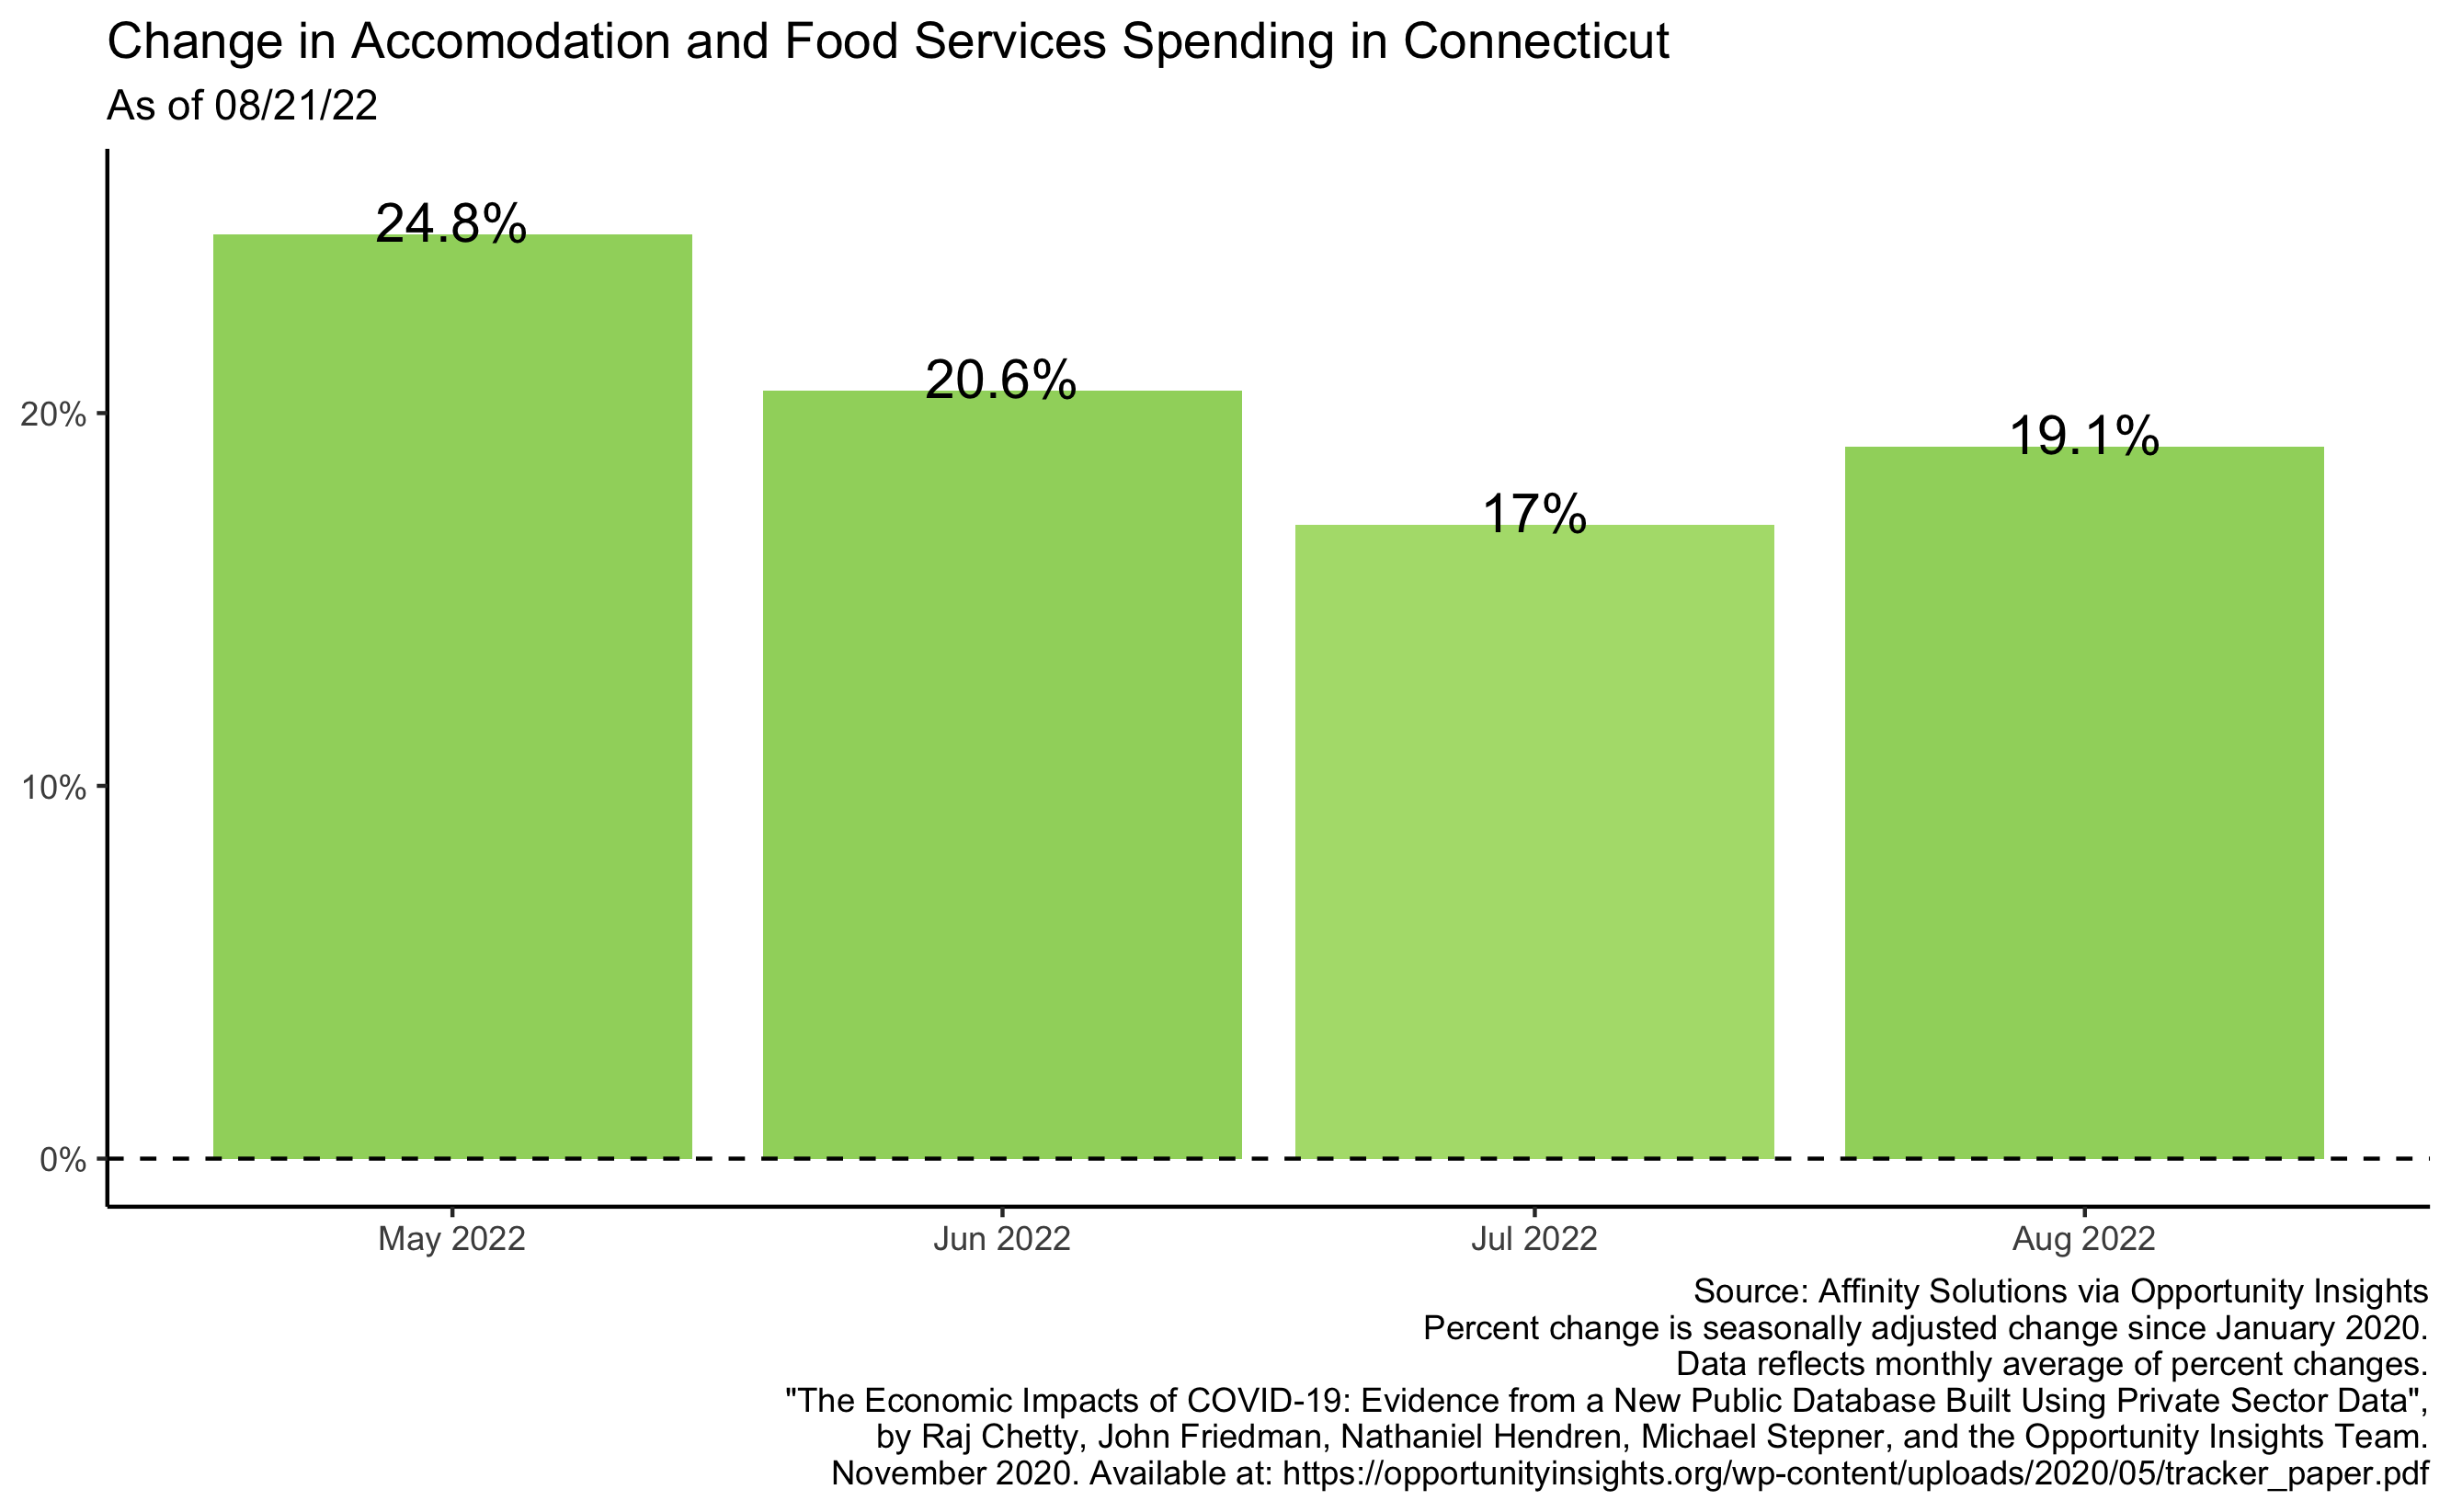 Change in Accomodation and Food Services Spending in Connecticut
As of 08/21/22
24.8%
20.6%
17%
19.1%
20%
10%
0%
May 2022
Jun 2022
Jul 2022
Aug 2022
Source: Affinity Solutions via Opportunity Insights
Percent change is seasonally adjusted change since January 2020.
Data reflects monthly average of percent changes.
"The Economic Impacts of COVID-19: Evidence from a New Public Database Built Using Private Sector Data",
by Raj Chetty, John Friedman, Nathaniel Hendren, Michael Stepner, and the Opportunity Insights Team.
November 2020. Available at: https://opportunityinsights.org/wp-content/uploads/2020/05/tracker_paper.pdf